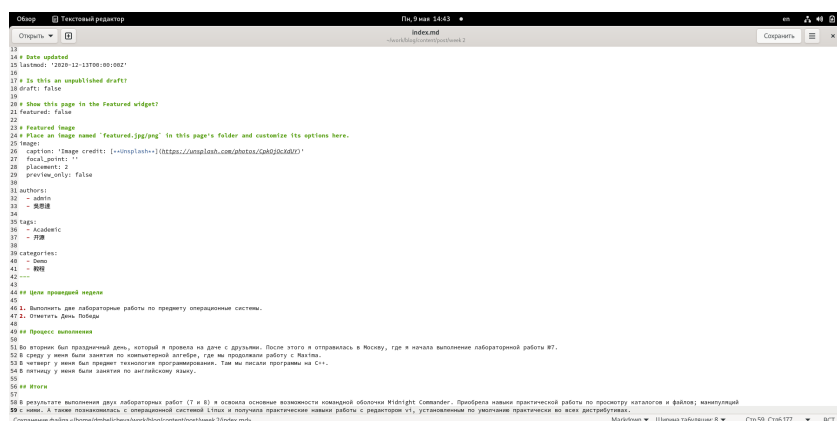 Обзор Текстовый редактор Пн, 9 мая 14:43 en
Открыть index.md Сохранить
~/work/blog/content/post/week 2
13
14 # Date updated
15 lastmod: '2020-12-13T00:00:00Z'
16
17 # Is this an unpublished draft?
18 draft: false
19
20 # Show this page in the Featured widget?
21 featured: false
22
23 # Featured image
24 # Place an image named `featured.jpg/png` in this page's folder and customize its options here.
25 image:
26 caption: 'Image credit: [**Unsplash**](https://unsplash.com/photos/CpkOjOcXdUY)'
27 focal_point: ''
28 placement: 2
29 preview_only: false
30
31 authors:
32 - admin
33 - 吳恩達
34
35 tags:
36 - Academic
37 - 开源
38
39 categories:
40 - Demo
41 - 教程
42 ---
43
44 ## Цели прошедшей недели
45
46 1. Выполнить две лабораторные работы по предмету операционные системы.
47 2. Отметить День Победы
48
49 ## Процесс выполнения
50
51 Во вторник был праздничный день, который я провела на даче с друзьями. После этого я отправилась в Москву, где я начала выполнение лабораторной работы №7.
52 В среду у меня были занятия по компьютерной алгебре, где мы продолжали работу с Maxima.
53 В четверг у меня был предмет технология программирования. Там мы писали программы на C++.
54 В пятницу у меня были занятия по английскому языку.
55
56 ## Итоги
57
58 В результате выполнения двух лабораторных работ (7 и 8) я освоила основные возможности командной оболочки Midnight Commander. Приобрела навыки практической работы по просмотру каталогов и файлов; манипуляций
59 с ними. А также познакомилась с операционной системой Linux и получила практические навыки работы с редактором vi, установленным по умолчанию практически во всех дистрибутивах.
Сохранение файла «/home/dmbelicheva/work/blog/content/post/week 2/index.md» Markdown Ширина табуляции: 8 Стр 59, Стлб 177 ВСТ